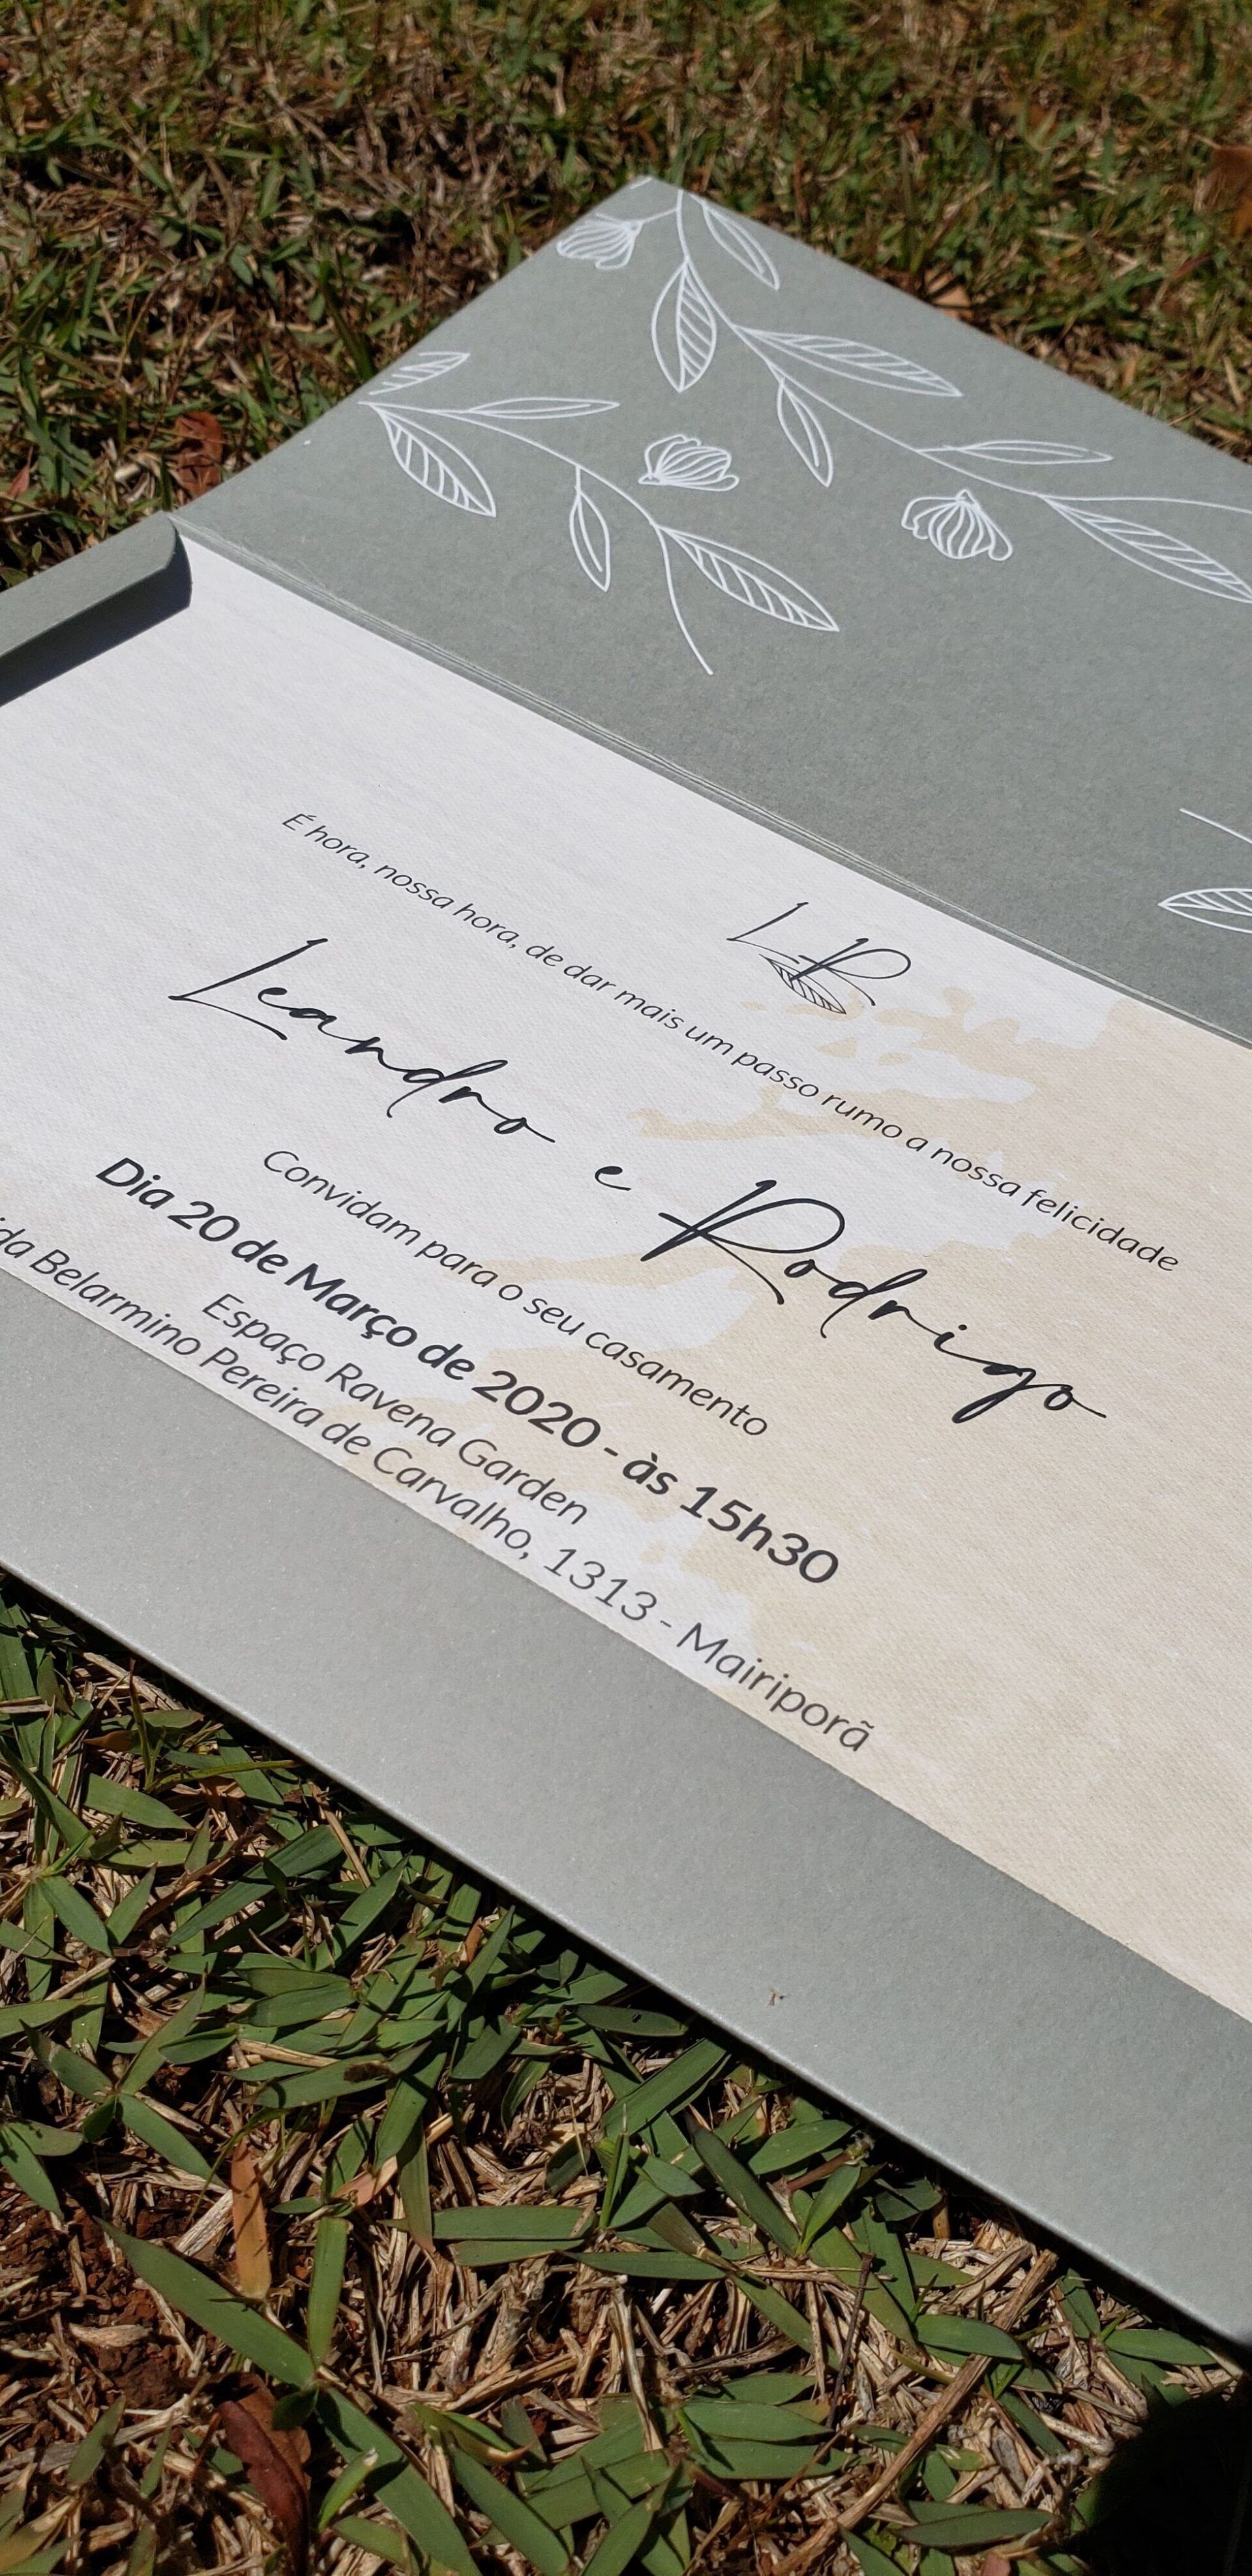 LR
É hora, nossa hora, de dar mais um passo rumo a nossa felicidade
Leandro e Rodrigo
Convidam para o seu casamento
Dia 20 de Março de 2020 - às 15h30
Espaço Ravena Garden
Belarmino Pereira de Carvalho, 1313 - Mairiporã